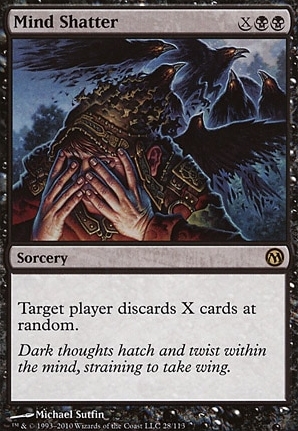 Mind Shatter X
Sorcery
Target player discards X cards at
random.
Dark thoughts hatch and twist within
the mind, straining to take wing.
Michael Sutfin
™ & © 1993–2010 Wizards of the Coast LLC 28/113